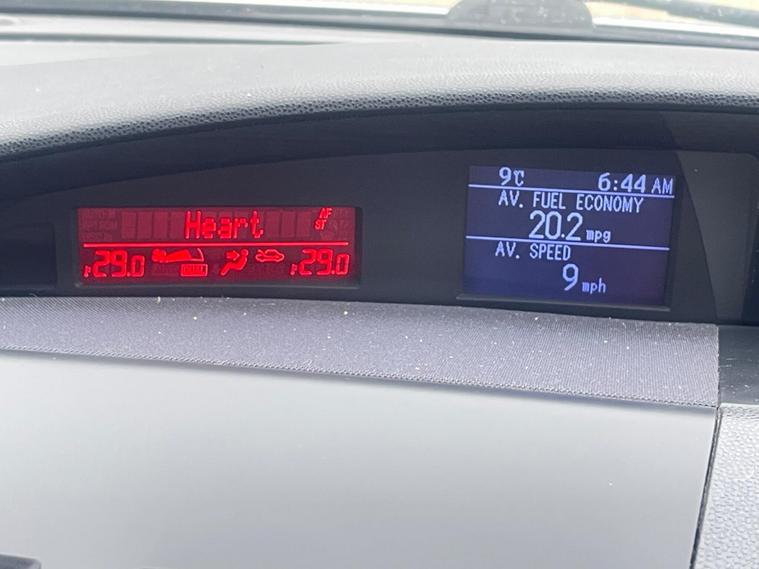 Heart
AF
ST
29.0
29.0
9℃ 6:44 AM
AV. FUEL ECONOMY
20.2 mpg
AV. SPEED
9 mph